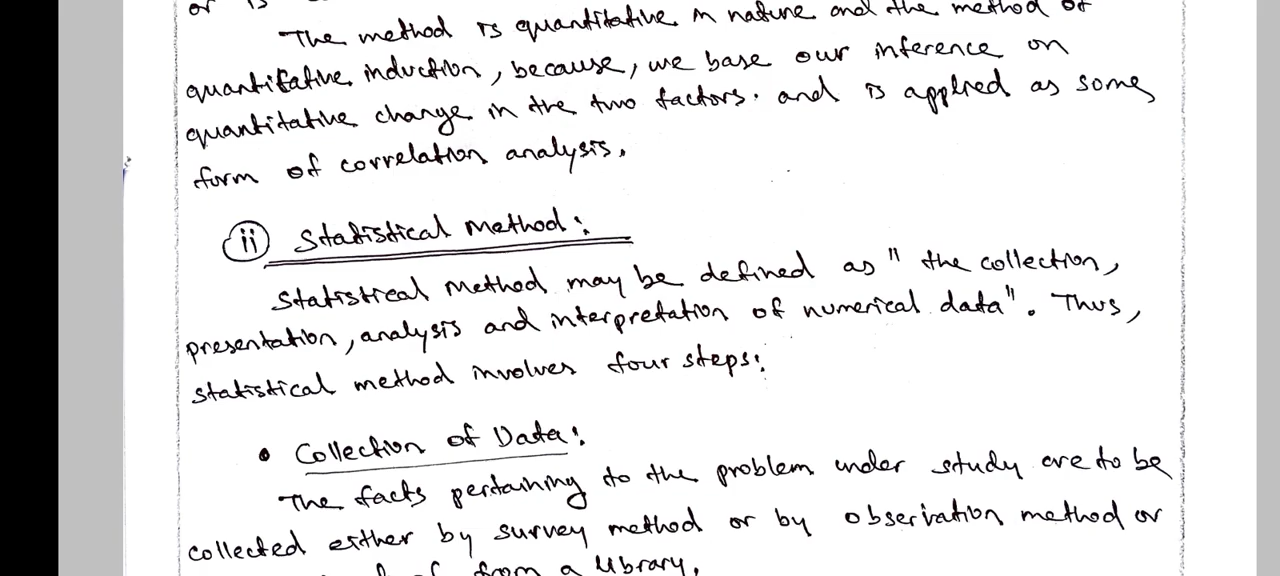 or is
The method is quantitative in nature and the method of
quantitative induction, because, we base our inference on
quantitative change in the two factors. and is applied as some
form of correlation analysis.
ii Statistical Method:
Statistical Method may be defined as " the collection,
presentation, analysis and interpretation of numerical data". Thus,
statistical method involves four steps:
• Collection of Data:
The facts pertaining to the problem under study are to be
collected either by survey method or by observation method or
from a library.